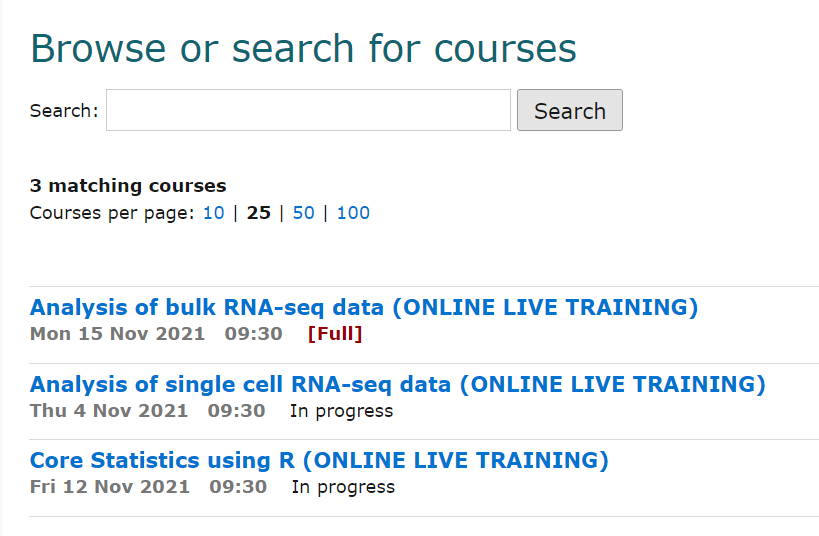 Browse or search for courses
Search: Search
3 matching courses
Courses per page: 10 | 25 | 50 | 100
Analysis of bulk RNA-seq data (ONLINE LIVE TRAINING)
Mon 15 Nov 2021 09:30 [Full]
Analysis of single cell RNA-seq data (ONLINE LIVE TRAINING)
Thu 4 Nov 2021 09:30 In progress
Core Statistics using R (ONLINE LIVE TRAINING)
Fri 12 Nov 2021 09:30 In progress